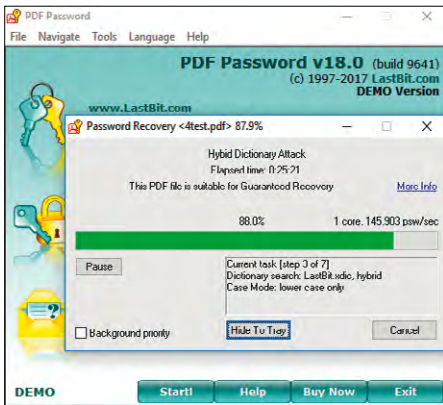 PDF Password
File Navigate Tools Language Help
PDF Password v18.0 (build 9641)
(c) 1997-2017 LastBit.com
DEMO Version
www.LastBit.com
Password Recovery <4test.pdf> 87.9%
Hybrid Dictionary Attack
Elapsed time: 0:25:21
This PDF file is suitable for Guaranteed Recovery
More Info
88.0%
1 core. 145.903 psw/sec
Pause
Current task [step 3 of 7]
Dictionary search: LastBit.xdic, hybrid
Case Mode: lower case only
Background priority
Hide To Tray
Cancel
DEMO
Start!
Help
Buy Now
Exit